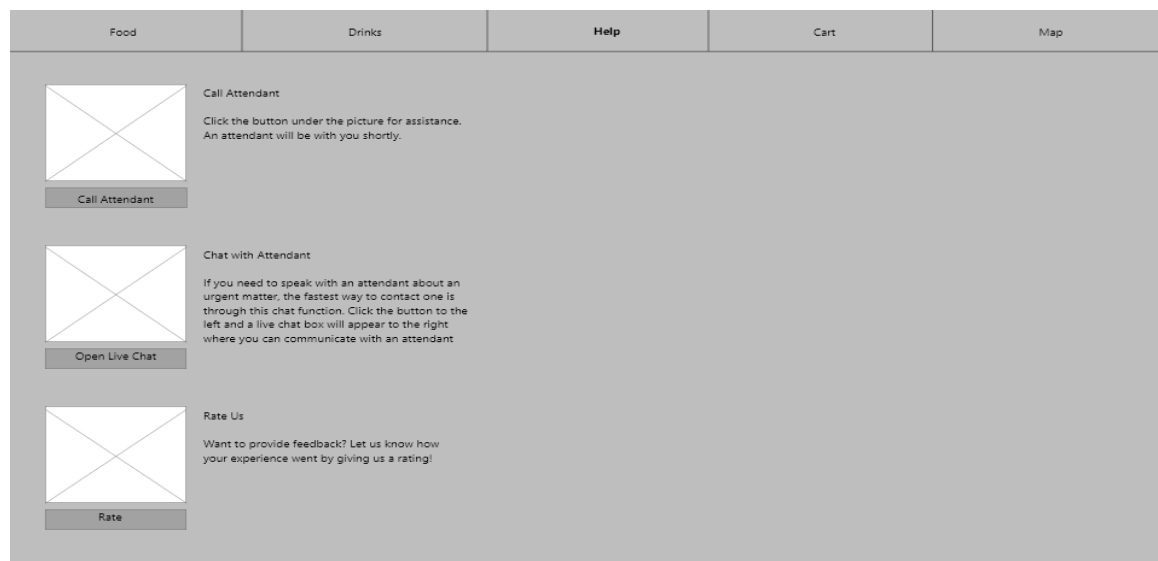 Food
Drinks
Help
Cart
Map
Call Attendant
Click the button under the picture for assistance.
An attendant will be with you shortly.
Call Attendant
Chat with Attendant
If you need to speak with an attendant about an
urgent matter, the fastest way to contact one is
through this chat function. Click the button to the
left and a live chat box will appear to the right
where you can communicate with an attendant
Open Live Chat
Rate Us
Want to provide feedback? Let us know how
your experience went by giving us a rating!
Rate